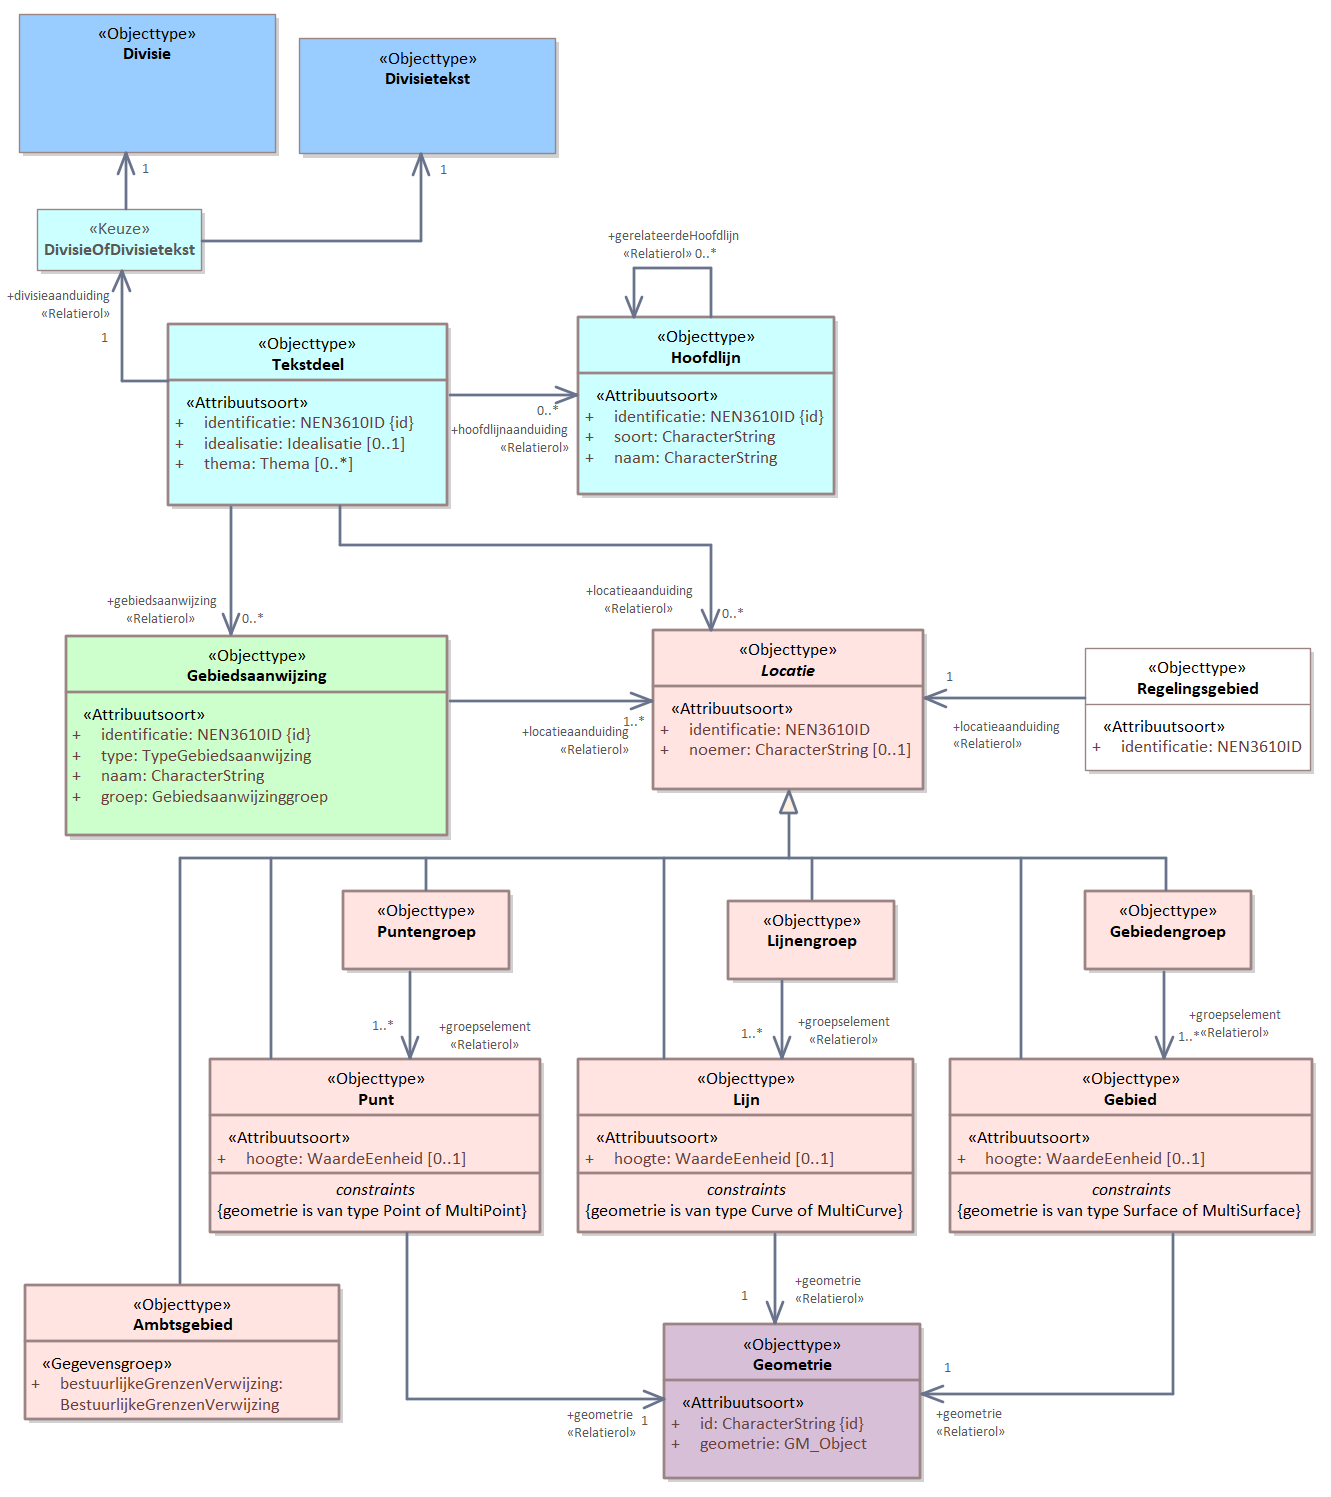 «Objecttype»
Divisie
«Objecttype»
Divisietekst
1
1
«Keuze»
DivisieOfDivisietekst
+divisieaanduiding
«Relatierol»
1
+gerelateerdeHoofdlijn
«Relatierol» 0..*
«Objecttype»
Tekstdeel
«Attribuutsoort»
+ identificatie: NEN3610ID {id}
+ idealisatie: Idealisatie [0..1]
+ thema: Thema [0..*]
0..*
+hoofdlijnaanduiding
«Relatierol»
«Objecttype»
Hoofdlijn
«Attribuutsoort»
+ identificatie: NEN3610ID {id}
+ soort: CharacterString
+ naam: CharacterString
+gebiedsaanwijzing
«Relatierol»
0..*
+locatieaanduiding
«Relatierol»
0..*
«Objecttype»
Gebiedsaanwijzing
«Attribuutsoort»
+ identificatie: NEN3610ID {id}
+ type: TypeGebiedsaanwijzing
+ naam: CharacterString
+ groep: Gebiedsaanwijzinggroep
1..*
+locatieaanduiding
«Relatierol»
«Objecttype»
Locatie
«Attribuutsoort»
+ identificatie: NEN3610ID
+ noemer: CharacterString [0..1]
1
+locatieaanduiding
«Relatierol»
«Objecttype»
Regelingsgebied
«Attribuutsoort»
+ identificatie: NEN3610ID
«Objecttype»
Puntengroep
«Objecttype»
Lijnengroep
«Objecttype»
Gebiedengroep
1..*
+groepselement
«Relatierol»
1..*
+groepselement
«Relatierol»
1..*
+groepselement
«Relatierol»
«Objecttype»
Punt
«Attribuutsoort»
+ hoogte: WaardeEenheid [0..1]
constraints
{geometrie is van type Point of MultiPoint}
«Objecttype»
Lijn
«Attribuutsoort»
+ hoogte: WaardeEenheid [0..1]
constraints
{geometrie is van type Curve of MultiCurve}
«Objecttype»
Gebied
«Attribuutsoort»
+ hoogte: WaardeEenheid [0..1]
constraints
{geometrie is van type Surface of MultiSurface}
«Objecttype»
Ambtsgebied
«Gegevensgroep»
+ bestuurlijkeGrenzenVerwijzing:
BestuurlijkeGrenzenVerwijzing
1
+geometrie
«Relatierol»
+geometrie
«Relatierol»
1
«Objecttype»
Geometrie
«Attribuutsoort»
+ id: CharacterString {id}
+ geometrie: GM_Object
1
+geometrie
«Relatierol»